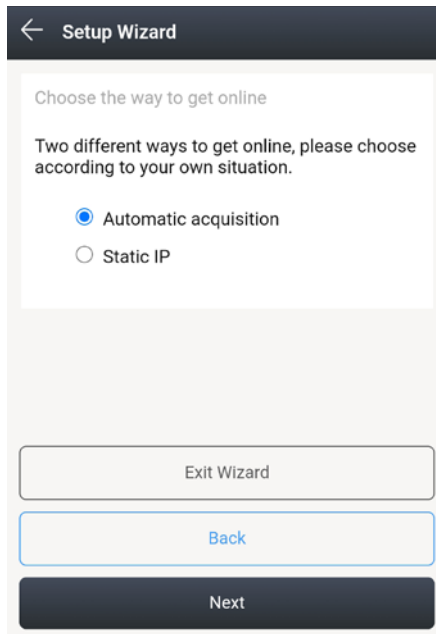 Setup Wizard
Choose the way to get online
Two different ways to get online, please choose
according to your own situation.
Automatic acquisition
Static IP
Exit Wizard
Back
Next